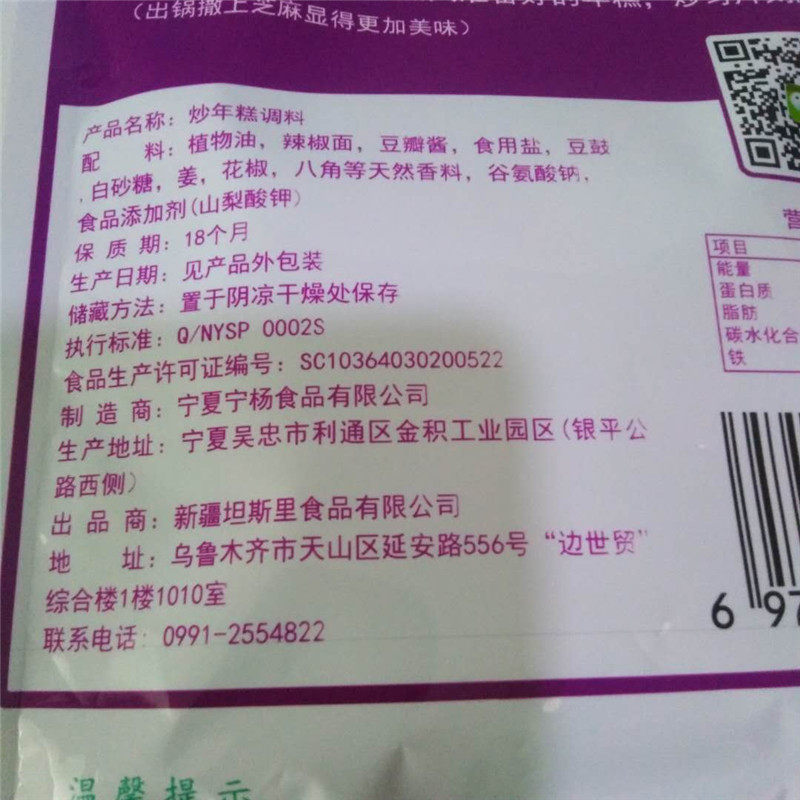 (出锅撒上芝麻显得更加美味)
产品名称：炒年糕调料
配 料：植物油，辣椒面，豆瓣酱，食用盐，豆鼓
,白砂糖，姜，花椒，八角等天然香料，谷氨酸钠，
食品添加剂(山梨酸钾)
保 质 期：18个月
生产日期：见产品外包装
储藏方法：置于阴凉干燥处保存
执行标准：Q/NYSP 0002S
食品生产许可证编号：SC10364030200522
制 造 商：宁夏宁杨食品有限公司
生产地址：宁夏吴忠市利通区金积工业园区(银平公
路西侧)
出 品 商：新疆坦斯里食品有限公司
地 址：乌鲁木齐市天山区延安路556号“边世贸”
综合楼1楼1010室
联系电话：0991-2554822
营
项目
能量
蛋白质
脂肪
碳水化合
铁
6 97
温馨提示